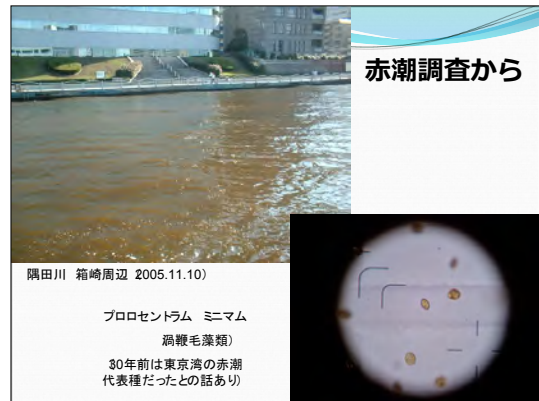 赤潮調査から
隅田川 箱崎周辺 2005.11.10)
プロロセントラム ミニマム
渦鞭毛藻類)
30年前は東京湾の赤潮
代表種だったとの話あり)